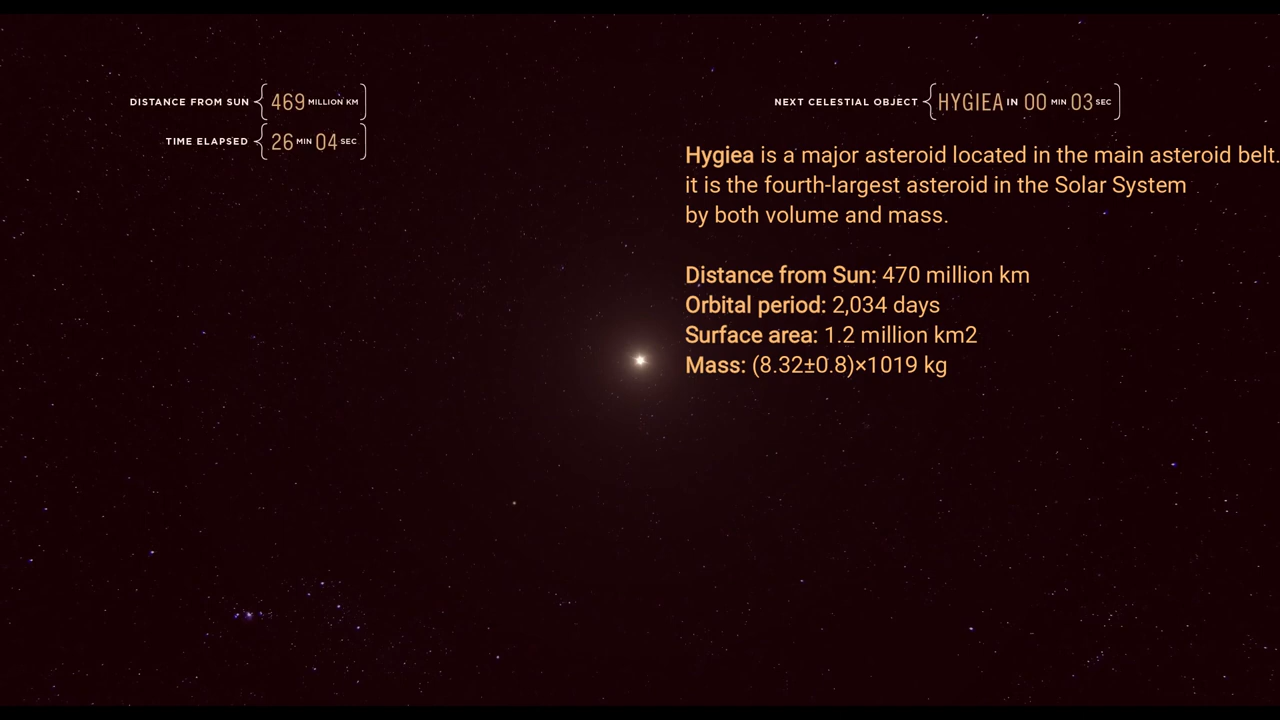 DISTANCE FROM SUN 469 MILLION KM
TIME ELAPSED 26 MIN 04 SEC
NEXT CELESTIAL OBJECT HYGIEA IN 00 MIN 03 SEC
Hygiea is a major asteroid located in the main asteroid belt.
it is the fourth-largest asteroid in the Solar System
by both volume and mass.
Distance from Sun: 470 million km
Orbital period: 2,034 days
Surface area: 1.2 million km2
Mass: (8.32±0.8)×1019 kg